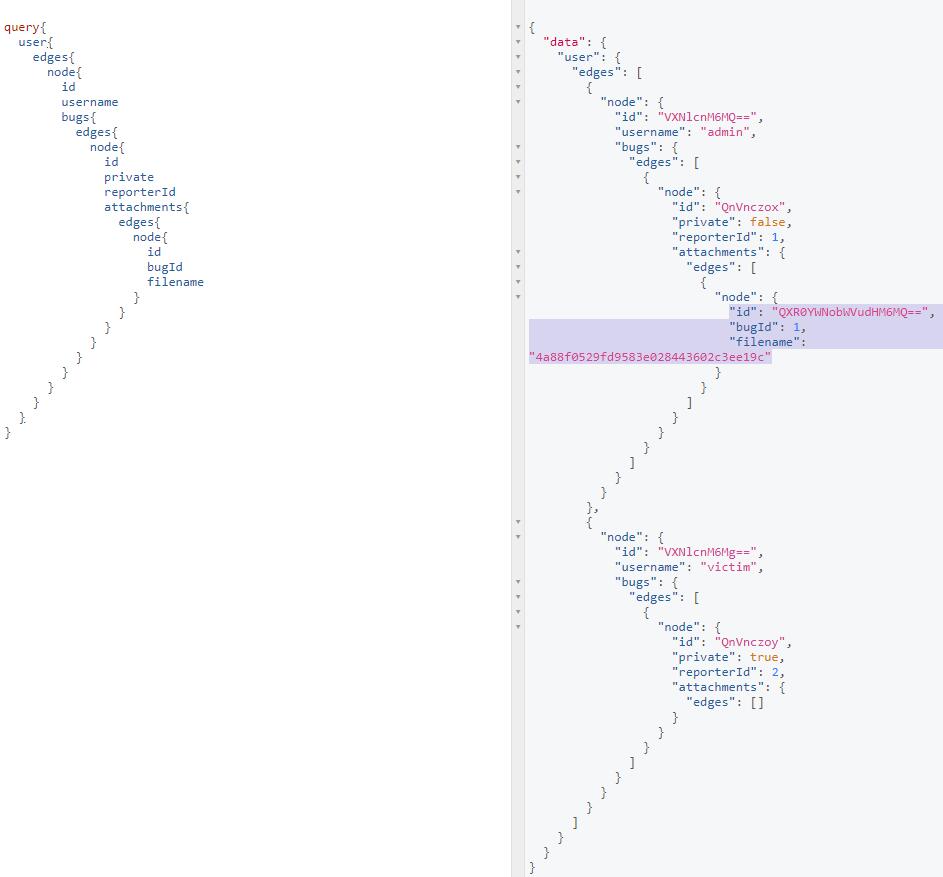 query{
  user{
    edges{
      node{
        id
        username
        bugs{
          edges{
            node{
              id
              private
              reporterId
              attachments{
                edges{
                  node{
                    id
                    bugId
                    filename
                  }
                }
              }
            }
          }
        }
      }
    }
  }
}
{
  "data": {
    "user": {
      "edges": [
        {
          "node": {
            "id": "VXNlcnM6MQ==",
            "username": "admin",
            "bugs": {
              "edges": [
                {
                  "node": {
                    "id": "QnVnczox",
                    "private": false,
                    "reporterId": 1,
                    "attachments": {
                      "edges": [
                        {
                          "node": {
                            "id": "QXR0YWNobWVudHM6MQ==",
                            "bugId": 1,
                            "filename":
"4a88f0529fd9583e028443602c3ee19c"
                          }
                        }
                      ]
                    }
                  }
                }
              ]
            }
          }
        },
        {
          "node": {
            "id": "VXNlcnM6Mg==",
            "username": "victim",
            "bugs": {
              "edges": [
                {
                  "node": {
                    "id": "QnVnczoy",
                    "private": true,
                    "reporterId": 2,
                    "attachments": {
                      "edges": []
                    }
                  }
                }
              ]
            }
          }
        }
      ]
    }
  }
}